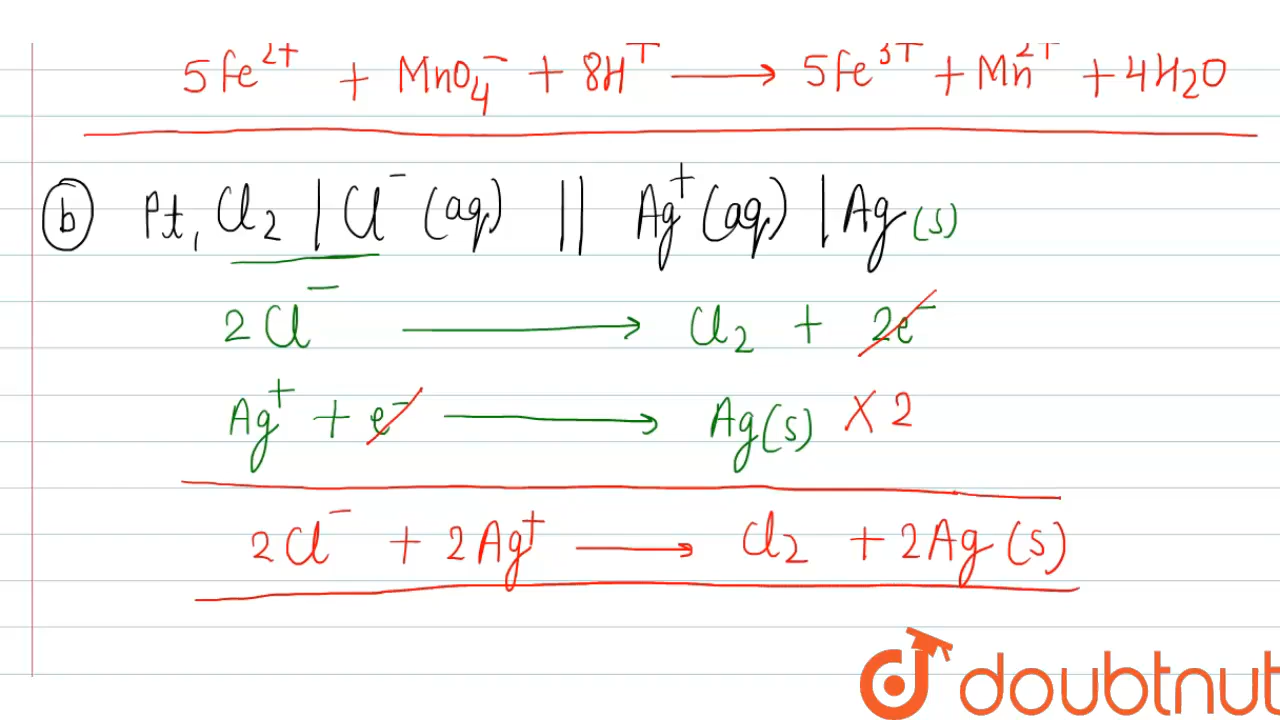 5Fe²⁺ + MnO₄⁻ + 8H⁺ ⟶ 5Fe³⁺ + Mn²⁺ + 4H₂O
ⓑ Pt, Cl₂ | Cl⁻ (aq) || Ag⁺ (aq) | Ag (s)
2Cl⁻ ⟶ Cl₂ + 2e⁻
Ag⁺ + e⁻ ⟶ Ag(s) × 2
2Cl⁻ + 2Ag⁺ ⟶ Cl₂ + 2Ag (s)
doubtnut